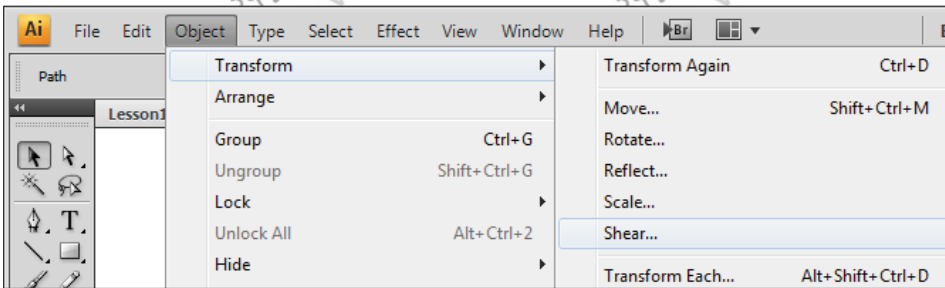 Ai File Edit Object Type Select Effect View Window Help Br
Path
Lesson1
Transform
Arrange
Group Ctrl+G
Ungroup Shift+Ctrl+G
Lock
Unlock All Alt+Ctrl+2
Hide
Transform Again Ctrl+D
Move... Shift+Ctrl+M
Rotate...
Reflect...
Scale...
Shear...
Transform Each... Alt+Shift+Ctrl+D